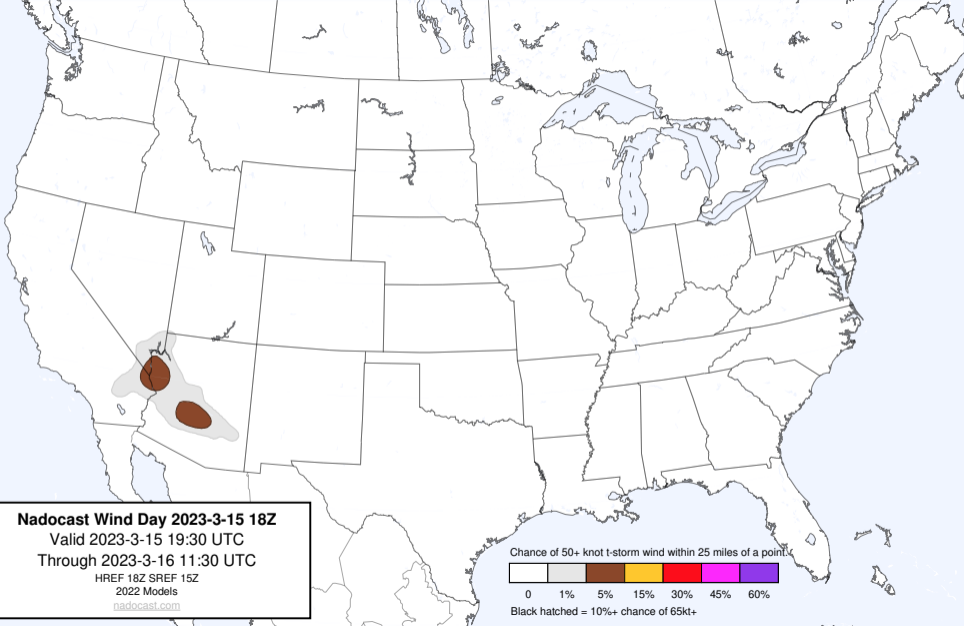 Nadocast Wind Day 2023-3-15 18Z
Valid 2023-3-15 19:30 UTC
Through 2023-3-16 11:30 UTC
HREF 18Z SREF 15Z
2022 Models
nadocast.com
Chance of 50+ knot t-storm wind within 25 miles of a point.
0 1% 5% 15% 30% 45% 60%
Black hatched = 10%+ chance of 65kt+